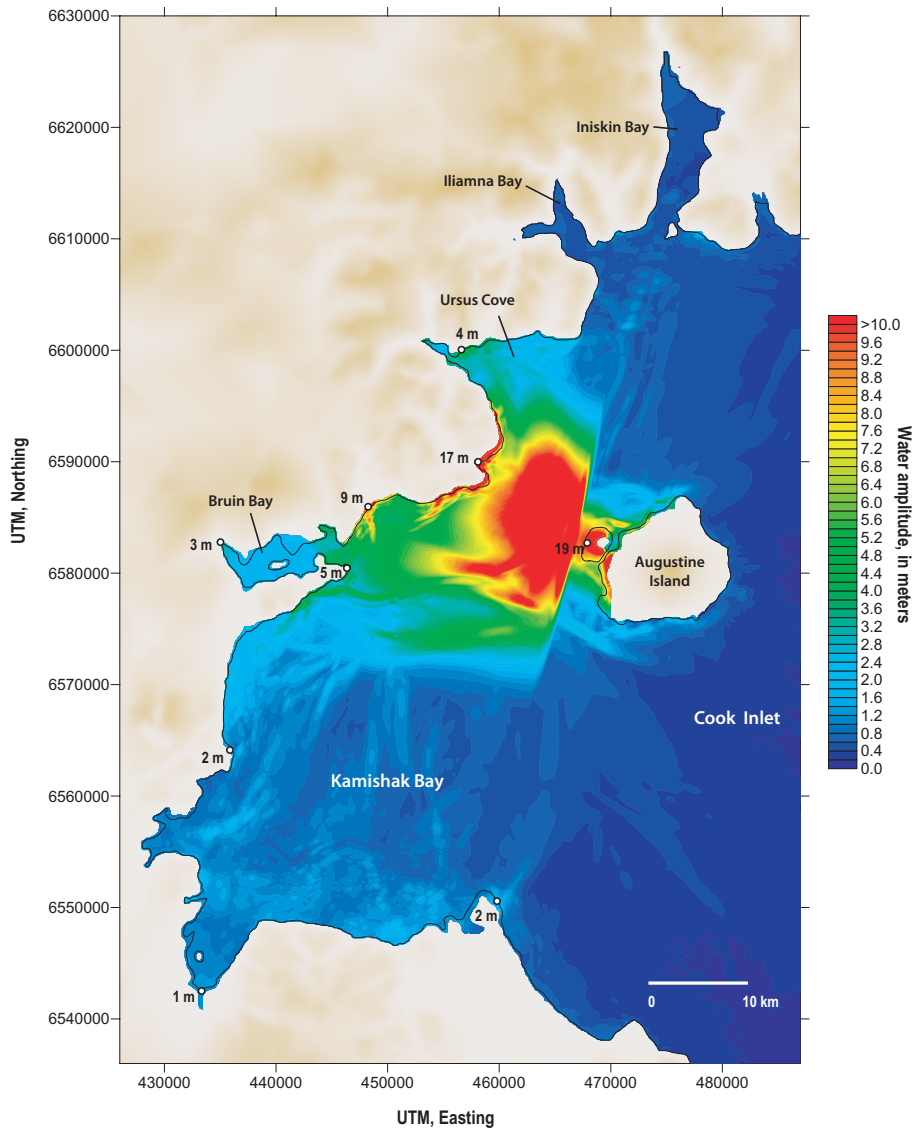 6630000
6620000
6610000
6600000
6590000
6580000
6570000
6560000
6550000
6540000
UTM, Northing
430000
440000
450000
460000
470000
480000
UTM, Easting
Iniskin Bay
Iliamna Bay
Ursus Cove
4 m
17 m
9 m
Bruin Bay
3 m
5 m
19 m
Augustine
Island
Cook Inlet
2 m
Kamishak Bay
2 m
1 m
0
10 km
>10.0
9.6
9.2
8.8
8.4
8.0
7.6
7.2
6.8
6.4
6.0
5.6
5.2
4.8
4.4
4.0
3.6
3.2
2.8
2.4
2.0
1.6
1.2
0.8
0.4
0.0
Water amplitude, in meters